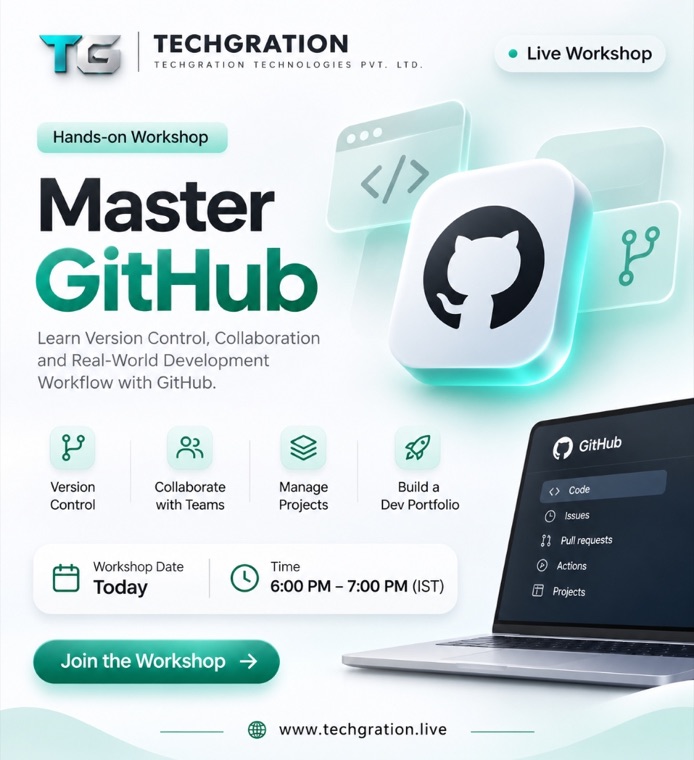 TG
TECHGRATION
TECHGRATION TECHNOLOGIES PVT. LTD.
Live Workshop
Hands-on Workshop
Master
GitHub
Learn Version Control, Collaboration
and Real-World Development
Workflow with GitHub.
Version
Control
Collaborate
with Teams
Manage
Projects
Build a
Dev Portfolio
Workshop Date
Today
Time
6:00 PM – 7:00 PM (IST)
Join the Workshop →
GitHub
</> Code
Issues
Pull requests
Actions
Projects
www.techgration.live